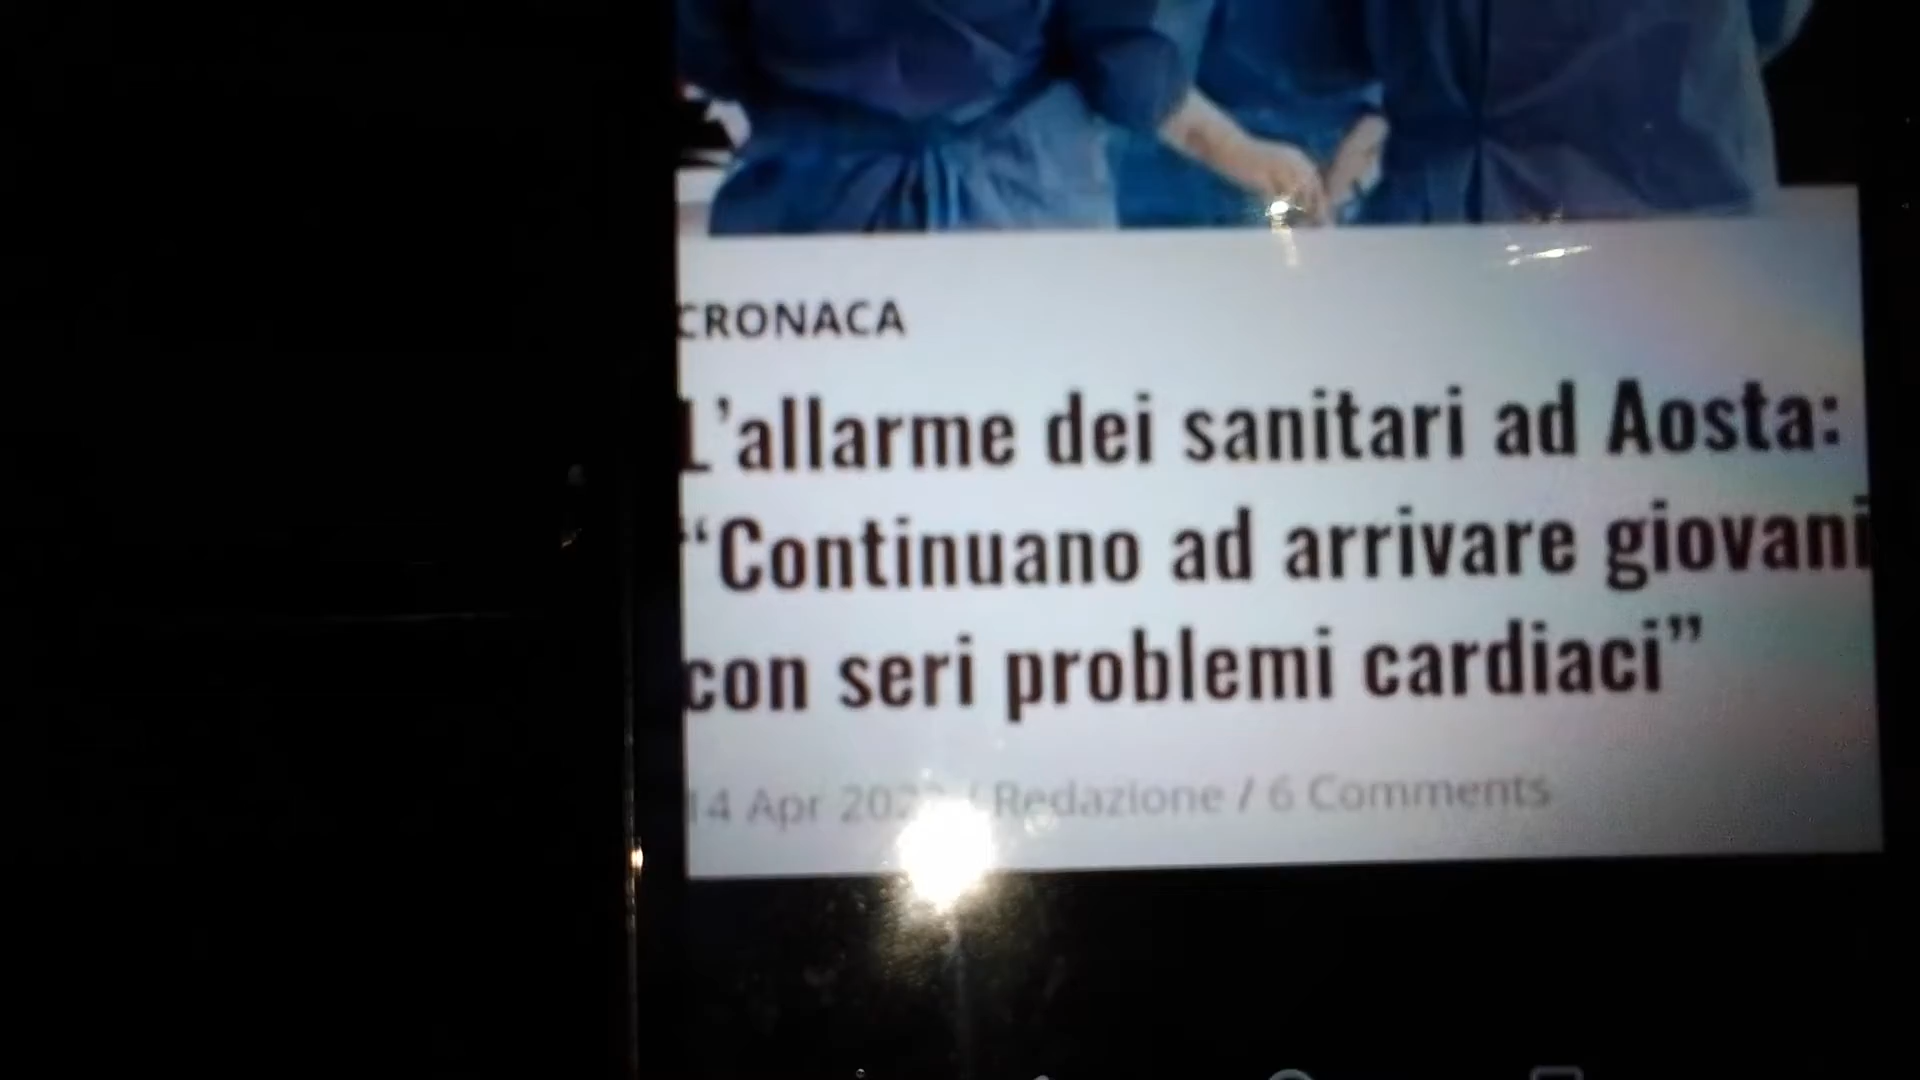 CRONACA
L'allarme dei sanitari ad Aosta:
“Continuano ad arrivare giovani
con seri problemi cardiaci”
14 Apr / Redazione / 6 Comments